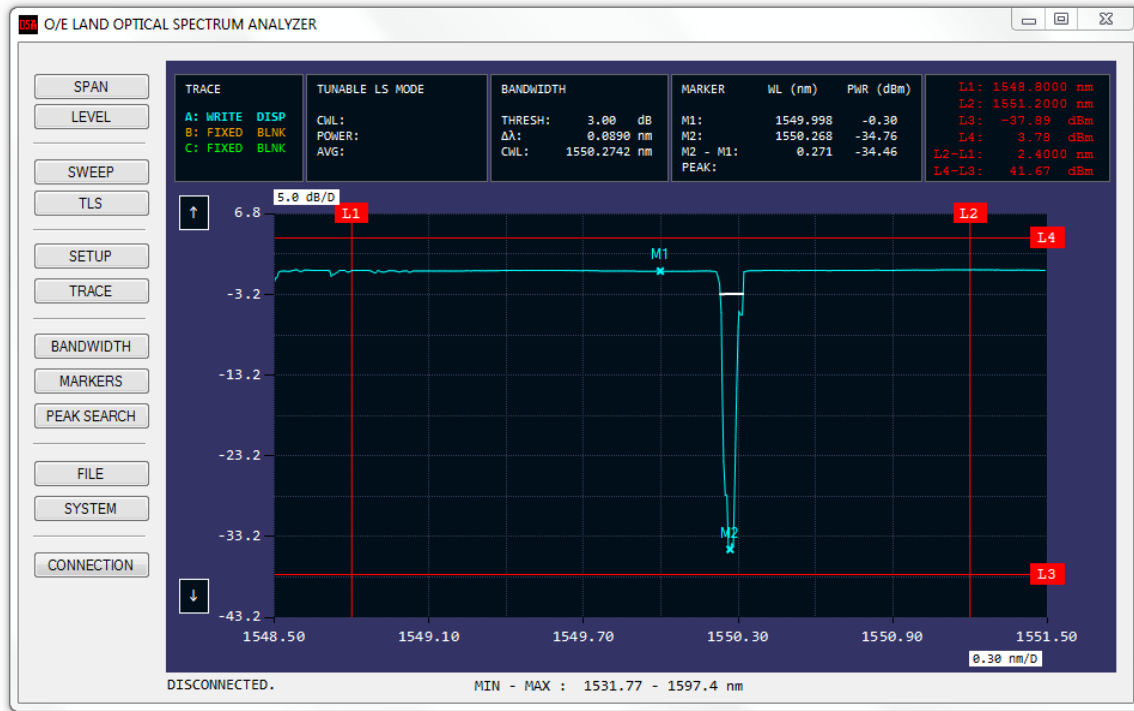 OSA O/E LAND OPTICAL SPECTRUM ANALYZER
SPAN
LEVEL
SWEEP
TLS
SETUP
TRACE
BANDWIDTH
MARKERS
PEAK SEARCH
FILE
SYSTEM
CONNECTION
TRACE
A: WRITE DISP
B: FIXED BLNK
C: FIXED BLNK
TUNABLE LS MODE
CWL:
POWER:
AVG:
BANDWIDTH
THRESH: 3.00 dB
Δλ: 0.0890 nm
CWL: 1550.2742 nm
MARKER WL (nm) PWR (dBm)
M1: 1549.998 -0.30
M2: 1550.268 -34.76
M2 - M1: 0.271 -34.46
PEAK:
L1: 1548.8000 nm
L2: 1551.2000 nm
L3: -37.89 dBm
L4: 3.78 dBm
L2-L1: 2.4000 nm
L4-L3: 41.67 dBm
5.0 dB/D
↑
6.8
L1
L2
L4
M1
-3.2
-13.2
-23.2
-33.2
M2
L3
↓
-43.2
1548.50 1549.10 1549.70 1550.30 1550.90 1551.50
0.30 nm/D
DISCONNECTED. MIN - MAX : 1531.77 - 1597.4 nm